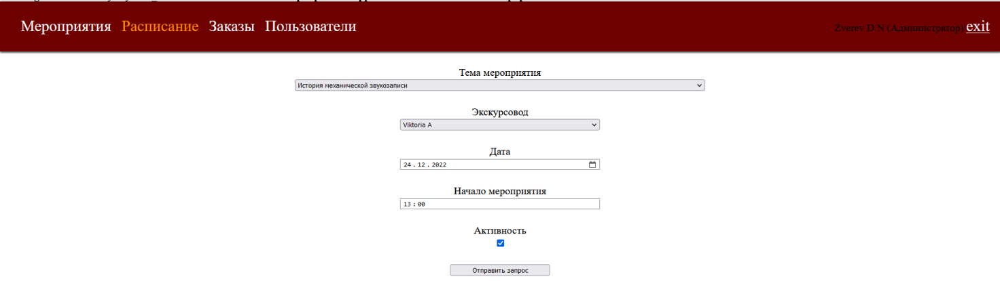 Мероприятия Расписание Заказы Пользователи Zverev D N (Администратор) exit
Тема мероприятия
История механической звукозаписи
Экскурсовод
Viktoria A
Дата
24 . 12 . 2022
Начало мероприятия
13 : 00
Активность
Отправить запрос